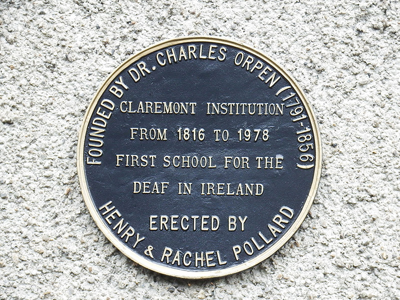 FOUNDED BY DR. CHARLES ORPEN (1791-1856)
CLAREMONT INSTITUTION
FROM 1816 TO 1978
FIRST SCHOOL FOR THE
DEAF IN IRELAND
ERECTED BY
HENRY & RACHEL POLLARD